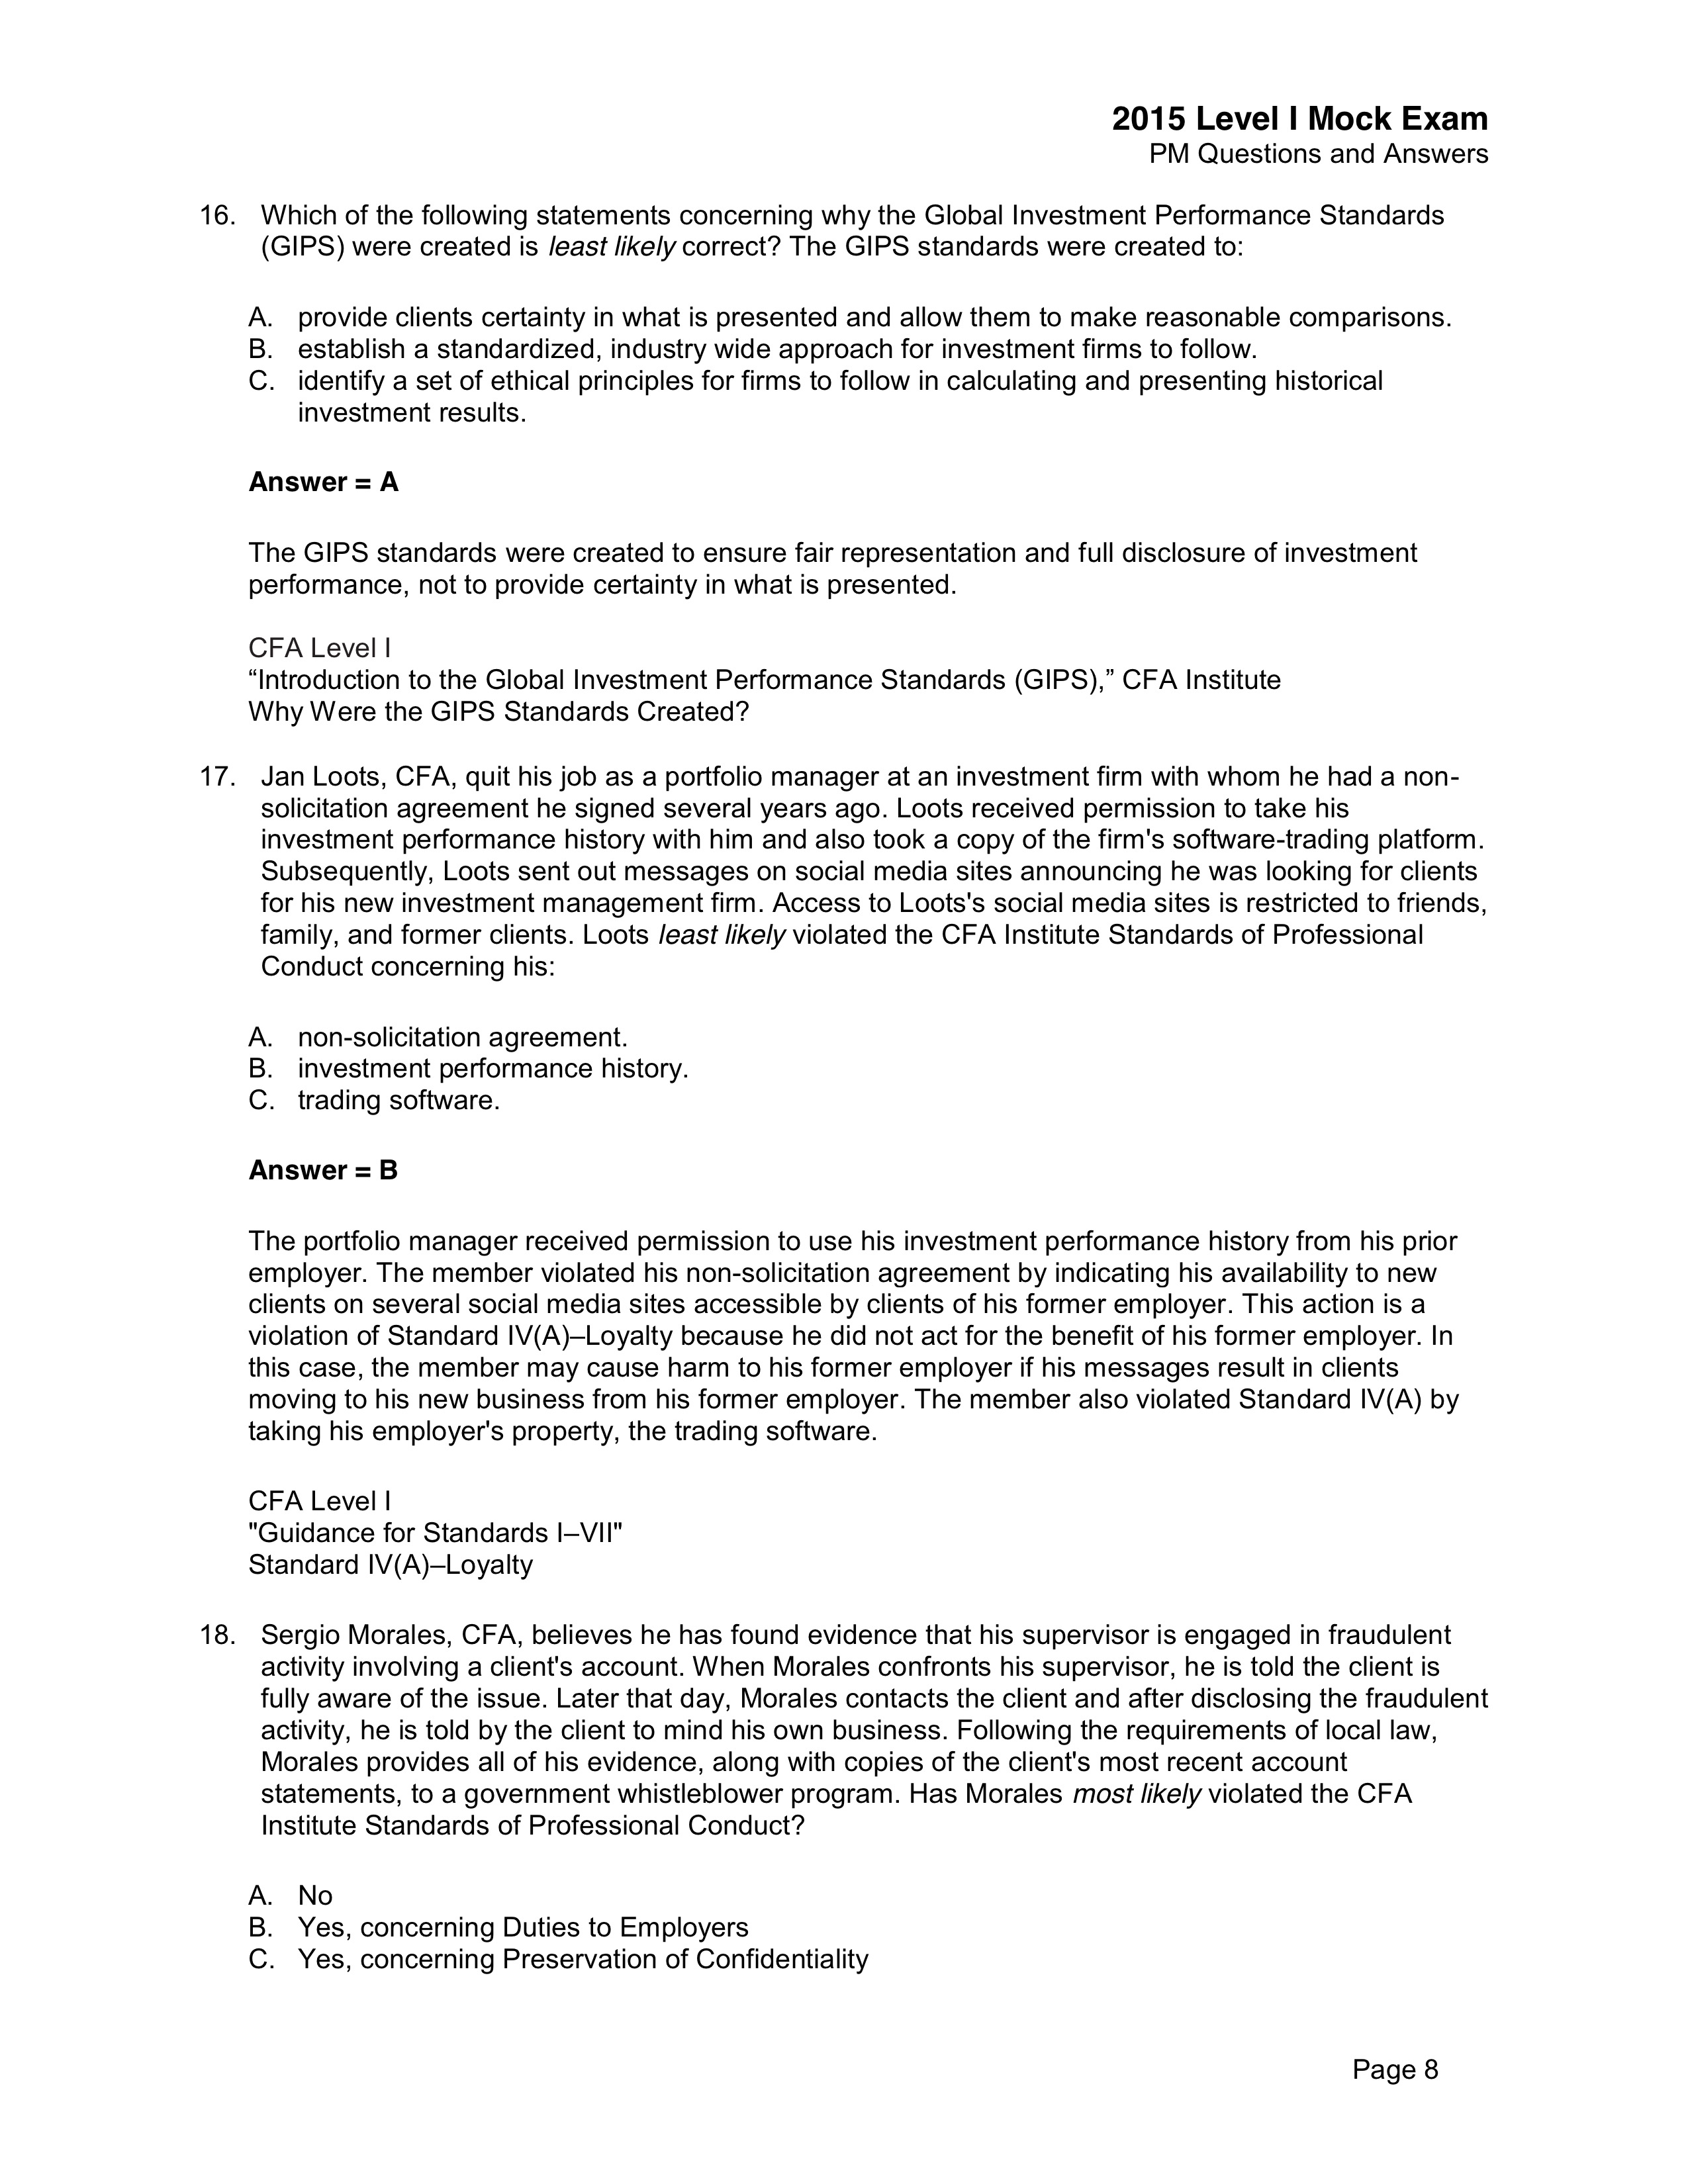 2015 Level I Mock Exam
PM Questions and Answers
16. Which of the following statements concerning why the Global Investment Performance Standards
(GIPS) were created is least likely correct? The GIPS standards were created to:
A. provide clients certainty in what is presented and allow them to make reasonable comparisons.
B. establish a standardized, industry wide approach for investment firms to follow.
C. identify a set of ethical principles for firms to follow in calculating and presenting historical
investment results.
Answer = A
The GIPS standards were created to ensure fair representation and full disclosure of investment
performance, not to provide certainty in what is presented.
CFA Level I
“Introduction to the Global Investment Performance Standards (GIPS),” CFA Institute
Why Were the GIPS Standards Created?
17. Jan Loots, CFA, quit his job as a portfolio manager at an investment firm with whom he had a non-
solicitation agreement he signed several years ago. Loots received permission to take his
investment performance history with him and also took a copy of the firm's software-trading platform.
Subsequently, Loots sent out messages on social media sites announcing he was looking for clients
for his new investment management firm. Access to Loots's social media sites is restricted to friends,
family, and former clients. Loots least likely violated the CFA Institute Standards of Professional
Conduct concerning his:
A. non-solicitation agreement.
B. investment performance history.
C. trading software.
Answer = B
The portfolio manager received permission to use his investment performance history from his prior
employer. The member violated his non-solicitation agreement by indicating his availability to new
clients on several social media sites accessible by clients of his former employer. This action is a
violation of Standard IV(A)–Loyalty because he did not act for the benefit of his former employer. In
this case, the member may cause harm to his former employer if his messages result in clients
moving to his new business from his former employer. The member also violated Standard IV(A) by
taking his employer's property, the trading software.
CFA Level I
"Guidance for Standards I–VII"
Standard IV(A)–Loyalty
18. Sergio Morales, CFA, believes he has found evidence that his supervisor is engaged in fraudulent
activity involving a client's account. When Morales confronts his supervisor, he is told the client is
fully aware of the issue. Later that day, Morales contacts the client and after disclosing the fraudulent
activity, he is told by the client to mind his own business. Following the requirements of local law,
Morales provides all of his evidence, along with copies of the client's most recent account
statements, to a government whistleblower program. Has Morales most likely violated the CFA
Institute Standards of Professional Conduct?
A. No
B. Yes, concerning Duties to Employers
C. Yes, concerning Preservation of Confidentiality
Page 8